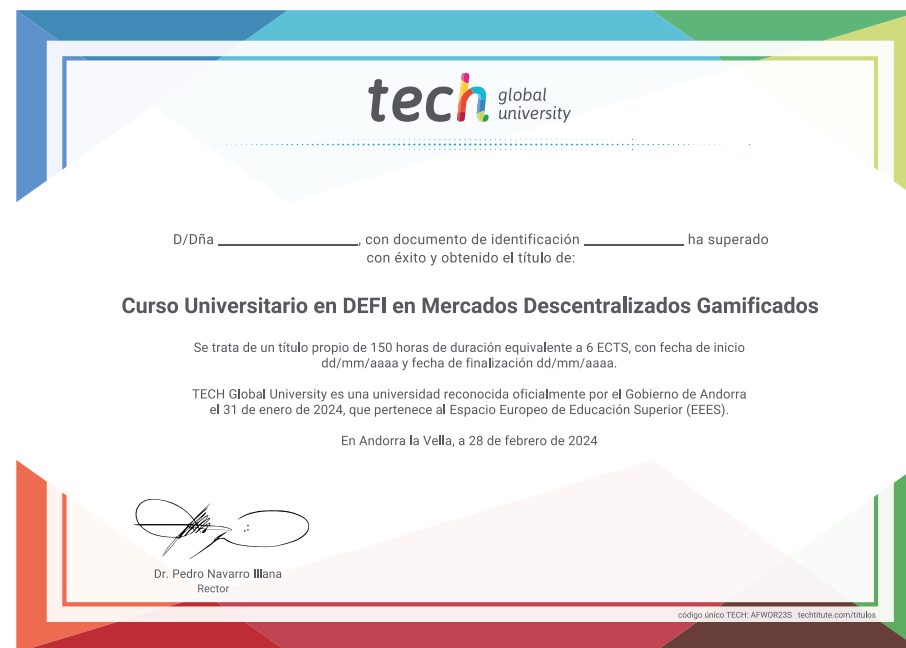 tech global university
D/Dña ____________________, con documento de identificación ______________ ha superado
con éxito y obtenido el título de:
Curso Universitario en DEFI en Mercados Descentralizados Gamificados
Se trata de un título propio de 150 horas de duración equivalente a 6 ECTS, con fecha de inicio
dd/mm/aaaa y fecha de finalización dd/mm/aaaa.
TECH Global University es una universidad reconocida oficialmente por el Gobierno de Andorra
el 31 de enero de 2024, que pertenece al Espacio Europeo de Educación Superior (EEES).
En Andorra la Vella, a 28 de febrero de 2024
Dr. Pedro Navarro Illana
Rector
código único TECH: AFWOR23S techtitute.com/titulos